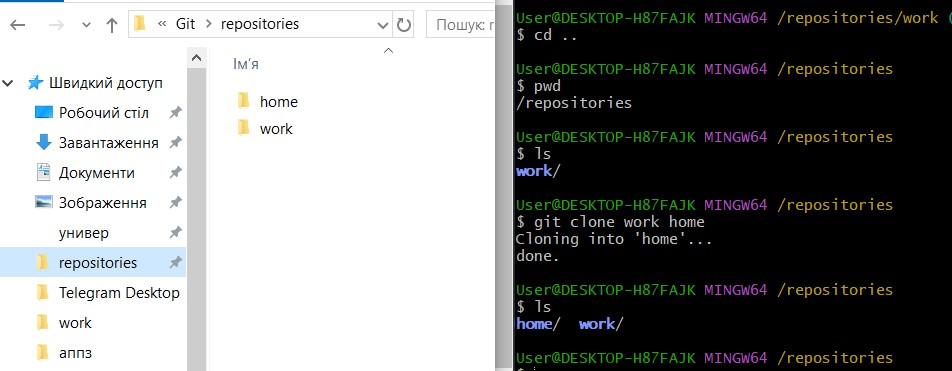 « Git › repositories
Пошук: r
Ім’я
Швидкий доступ
Робочий стіл
Завантаження
Документи
Зображення
универ
repositories
Telegram Desktop
work
аппз
home
work
User@DESKTOP-H87FAJK MINGW64 /repositories/work (
$ cd ..
User@DESKTOP-H87FAJK MINGW64 /repositories
$ pwd
/repositories
User@DESKTOP-H87FAJK MINGW64 /repositories
$ ls
work/
User@DESKTOP-H87FAJK MINGW64 /repositories
$ git clone work home
Cloning into 'home'...
done.
User@DESKTOP-H87FAJK MINGW64 /repositories
$ ls
home/ work/
User@DESKTOP-H87FAJK MINGW64 /repositories